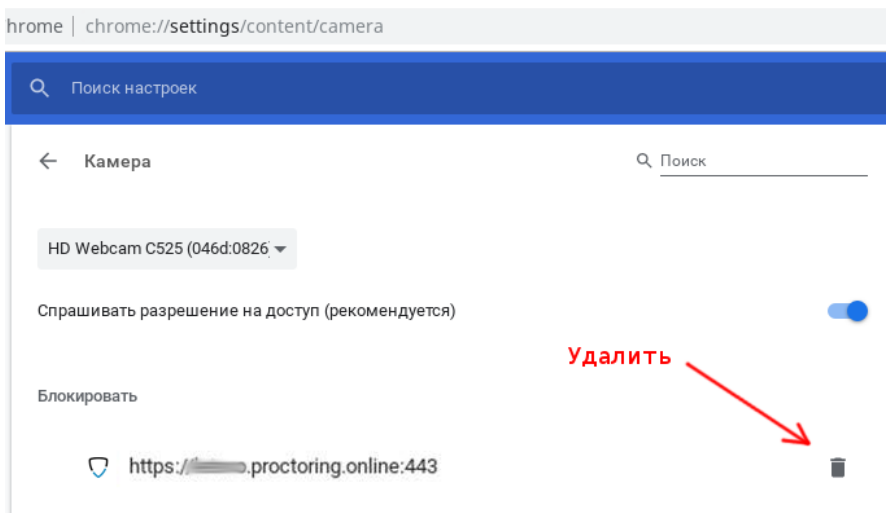 hrome | chrome://settings/content/camera
Поиск настроек
Камера
Поиск
HD Webcam C525 (046d:0826)
Спрашивать разрешение на доступ (рекомендуется)
Удалить
Блокировать
https://.proctoring.online:443